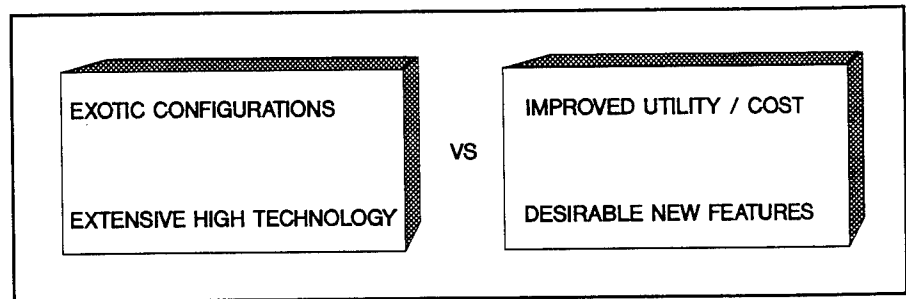 EXOTIC CONFIGURATIONS
EXTENSIVE HIGH TECHNOLOGY
VS
IMPROVED UTILITY / COST
DESIRABLE NEW FEATURES